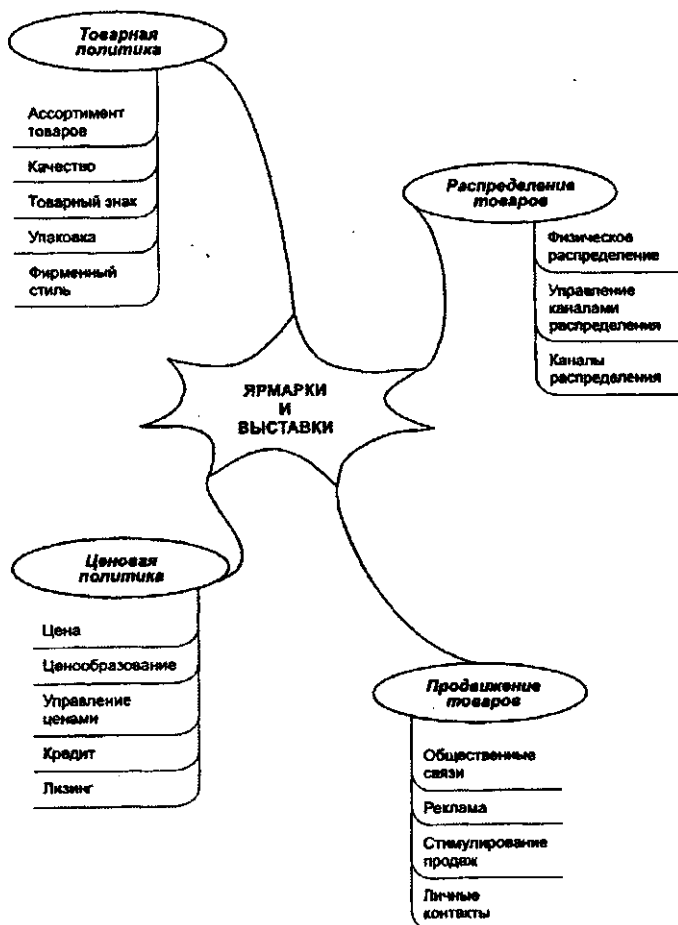 Товарная
политика
Ассортимент
товаров
Качество
Товарный знак
Упаковка
Фирменный
стиль
Распределение
товаров
Физическое
распределение
Управление
каналами
распределения
Каналы
распределения
ЯРМАРКИ
И
ВЫСТАВКИ
Ценовая
политика
Цена
Ценообразование
Управление
ценами
Кредит
Лизинг
Продвижение
товаров
Общественные
связи
Реклама
Стимулирование
продаж
Личные
контакты